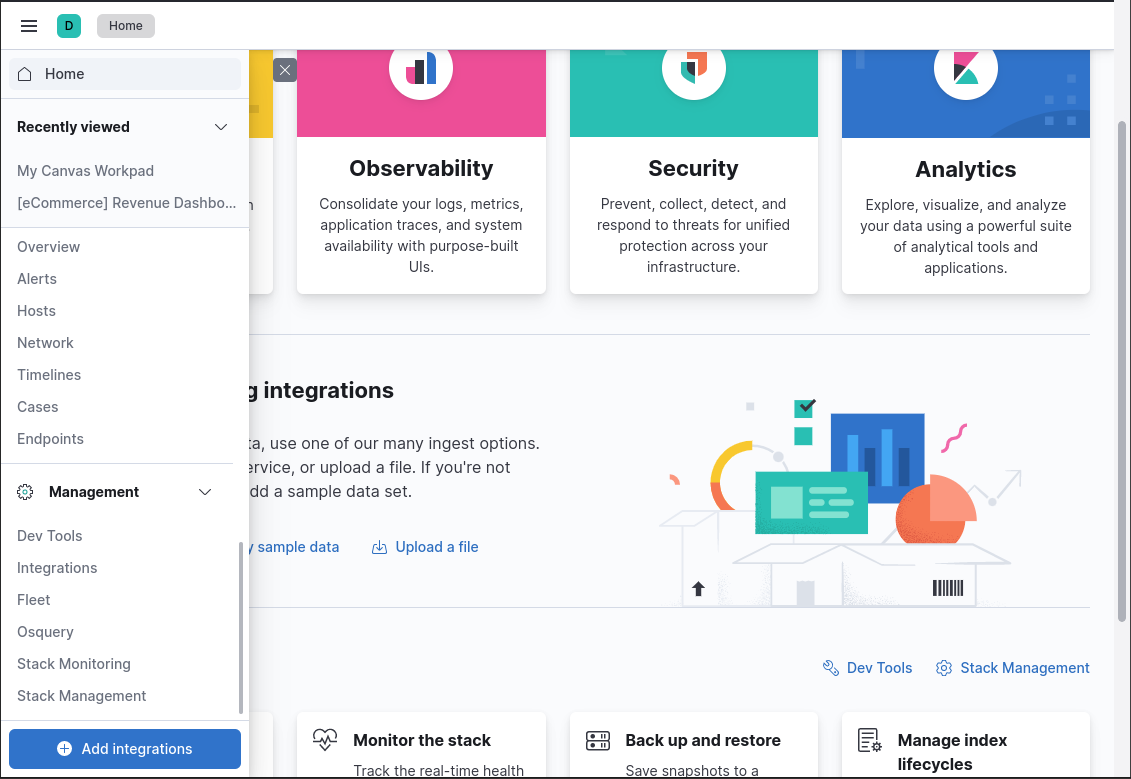 D
Home
Home
Recently viewed
My Canvas Workpad
[eCommerce] Revenue Dashbo...
Overview
Alerts
Hosts
Network
Timelines
Cases
Endpoints
Management
Dev Tools
Integrations
Fleet
Osquery
Stack Monitoring
Stack Management
Add integrations
Observability
Consolidate your logs, metrics,
application traces, and system
availability with purpose-built
UIs.
Security
Prevent, collect, detect, and
respond to threats for unified
protection across your
infrastructure.
Analytics
Explore, visualize, and analyze
your data using a powerful suite
of analytical tools and
applications.
integrations
use one of our many ingest options.
or upload a file. If you're not
a sample data set.
sample data
Upload a file
Dev Tools
Stack Management
Monitor the stack
Track the real-time health
Back up and restore
Save snapshots to a
Manage index
lifecycles